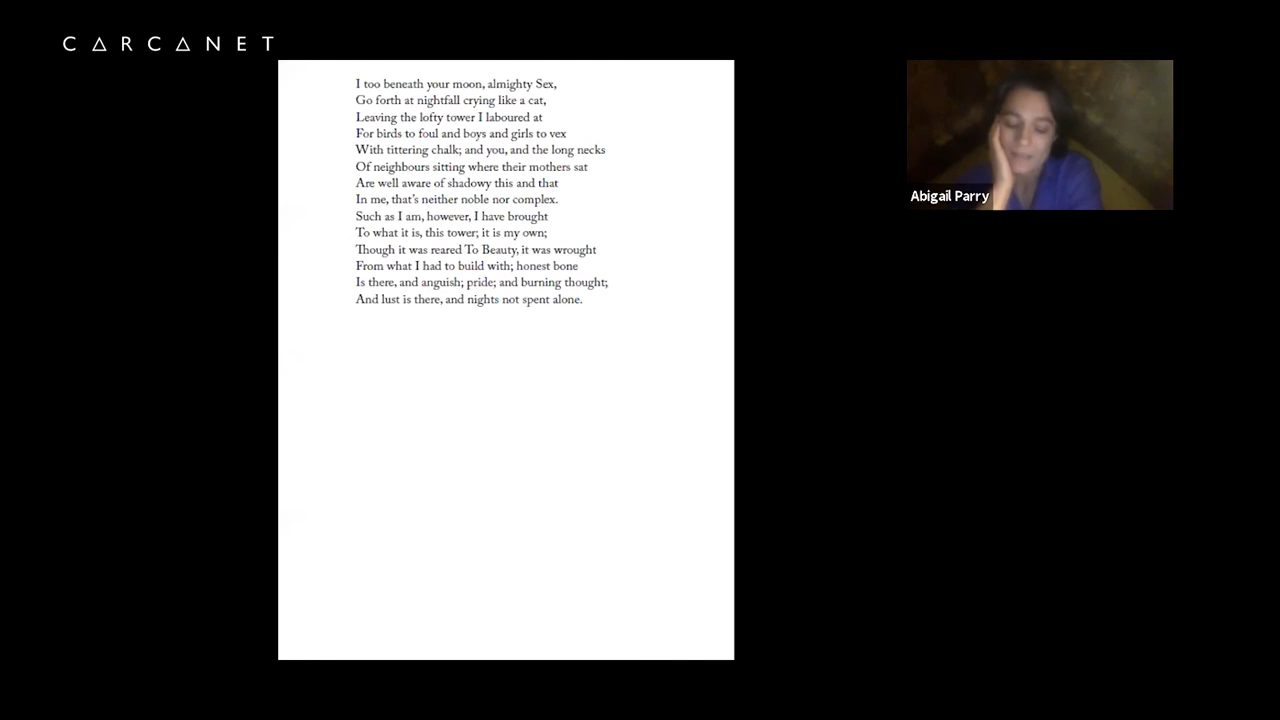 CARCANET
I too beneath your moon, almighty Sex,
Go forth at nightfall crying like a cat,
Leaving the lofty tower I laboured at
For birds to foul and boys and girls to vex
With tittering chalk; and you, and the long necks
Of neighbours sitting where their mothers sat
Are well aware of shadowy this and that
In me, that's neither noble nor complex.
Such as I am, however, I have brought
To what it is, this tower; it is my own;
Though it was reared To Beauty, it was wrought
From what I had to build with; honest bone
Is there, and anguish; pride; and burning thought;
And lust is there, and nights not spent alone.
Abigail Parry